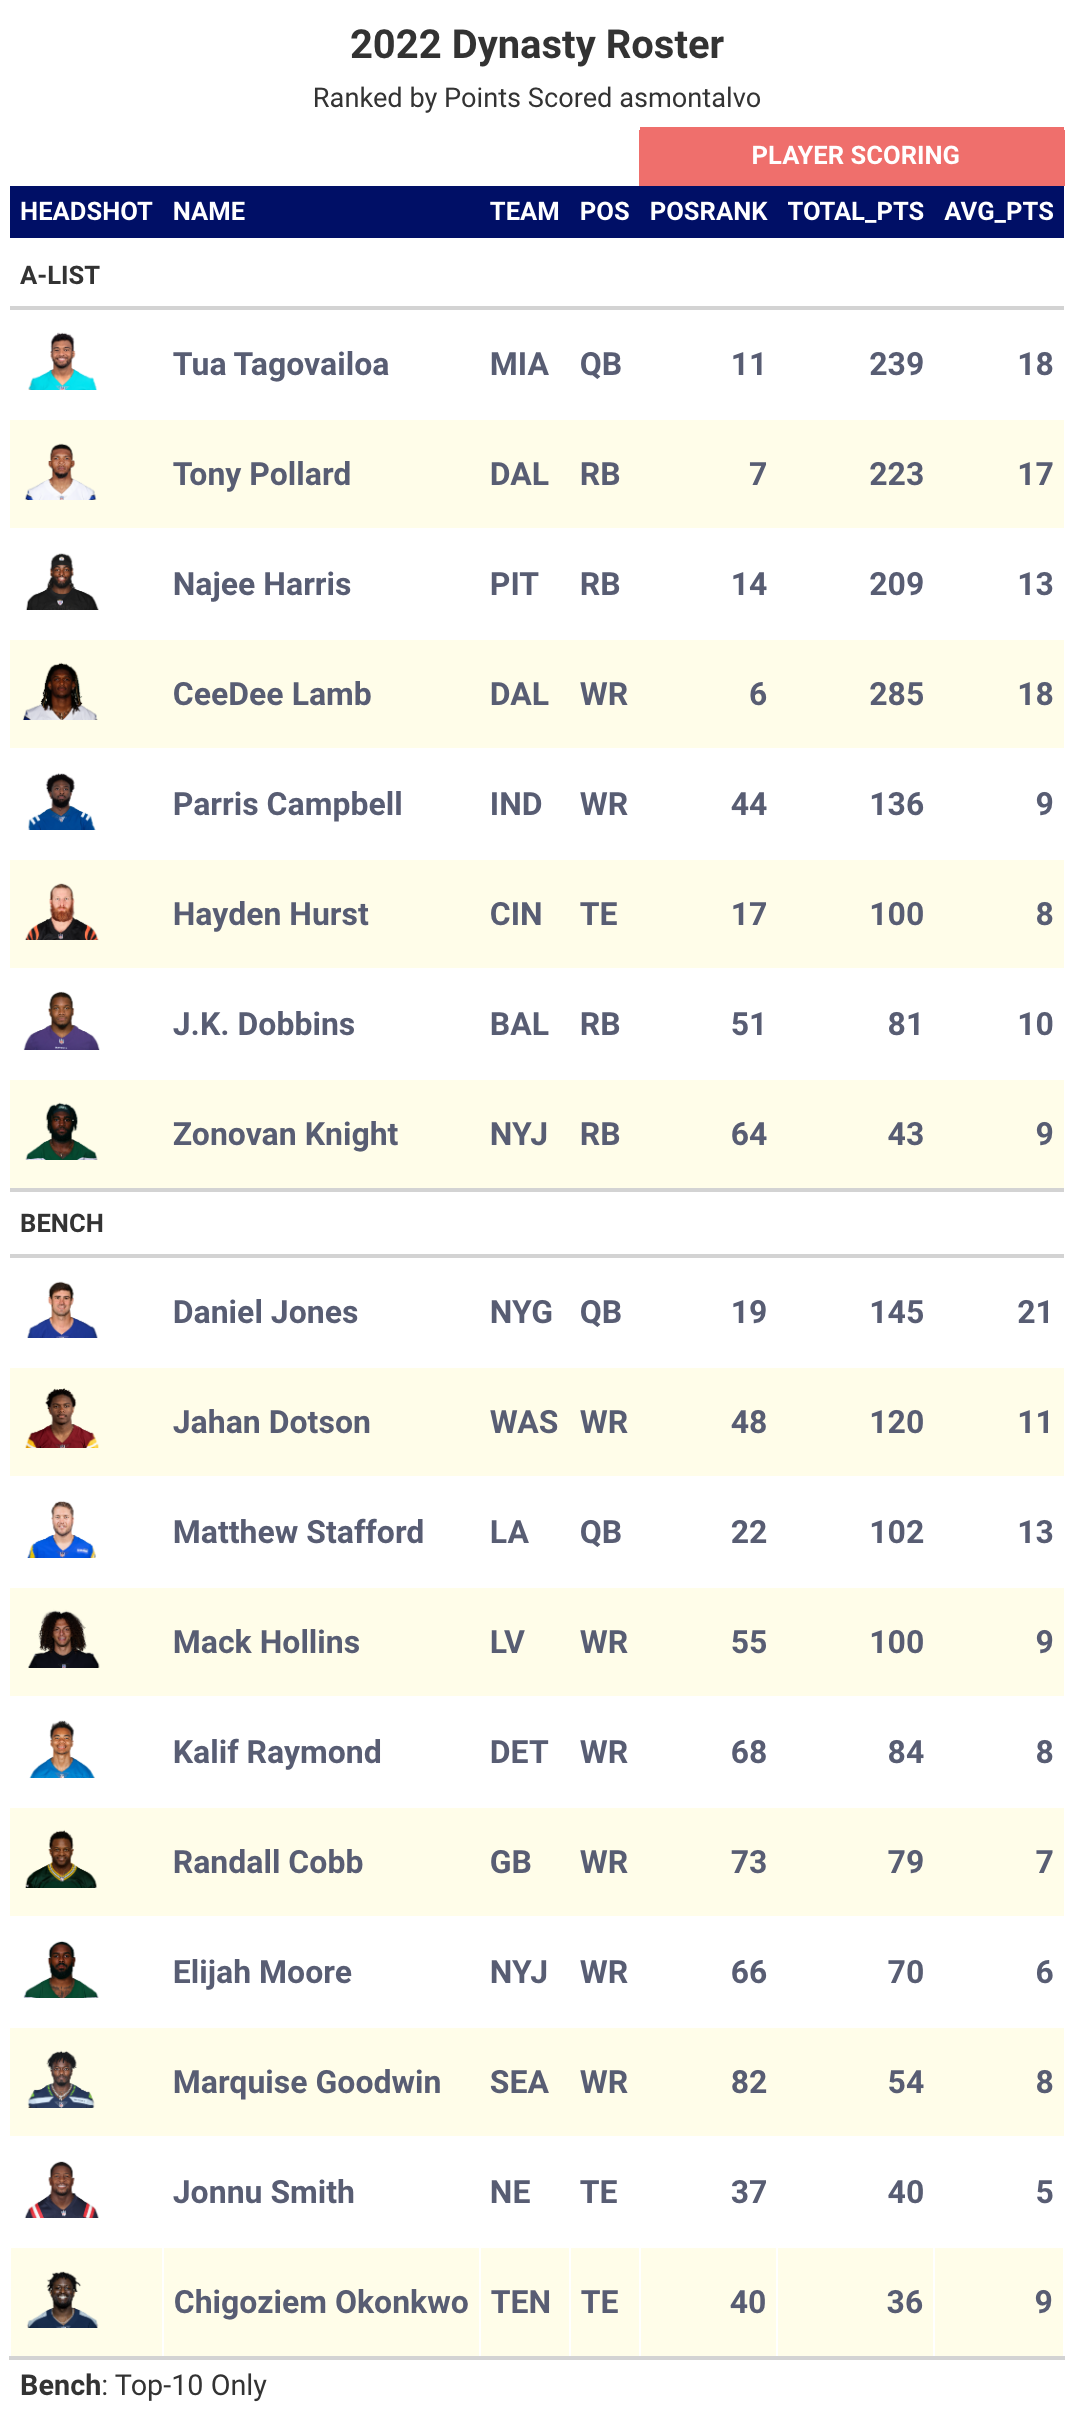 2022 Dynasty Roster
Ranked by Points Scored asmontalvo
PLAYER SCORING
HEADSHOT NAME TEAM POS POSRANK TOTAL_PTS AVG_PTS
A-LIST
Tua Tagovailoa MIA QB 11 239 18
Tony Pollard DAL RB 7 223 17
Najee Harris PIT RB 14 209 13
CeeDee Lamb DAL WR 6 285 18
Parris Campbell IND WR 44 136 9
Hayden Hurst CIN TE 17 100 8
J.K. Dobbins BAL RB 51 81 10
Zonovan Knight NYJ RB 64 43 9
BENCH
Daniel Jones NYG QB 19 145 21
Jahan Dotson WAS WR 48 120 11
Matthew Stafford LA QB 22 102 13
Mack Hollins LV WR 55 100 9
Kalif Raymond DET WR 68 84 8
Randall Cobb GB WR 73 79 7
Elijah Moore NYJ WR 66 70 6
Marquise Goodwin SEA WR 82 54 8
Jonnu Smith NE TE 37 40 5
Chigoziem Okonkwo TEN TE 40 36 9
Bench: Top-10 Only